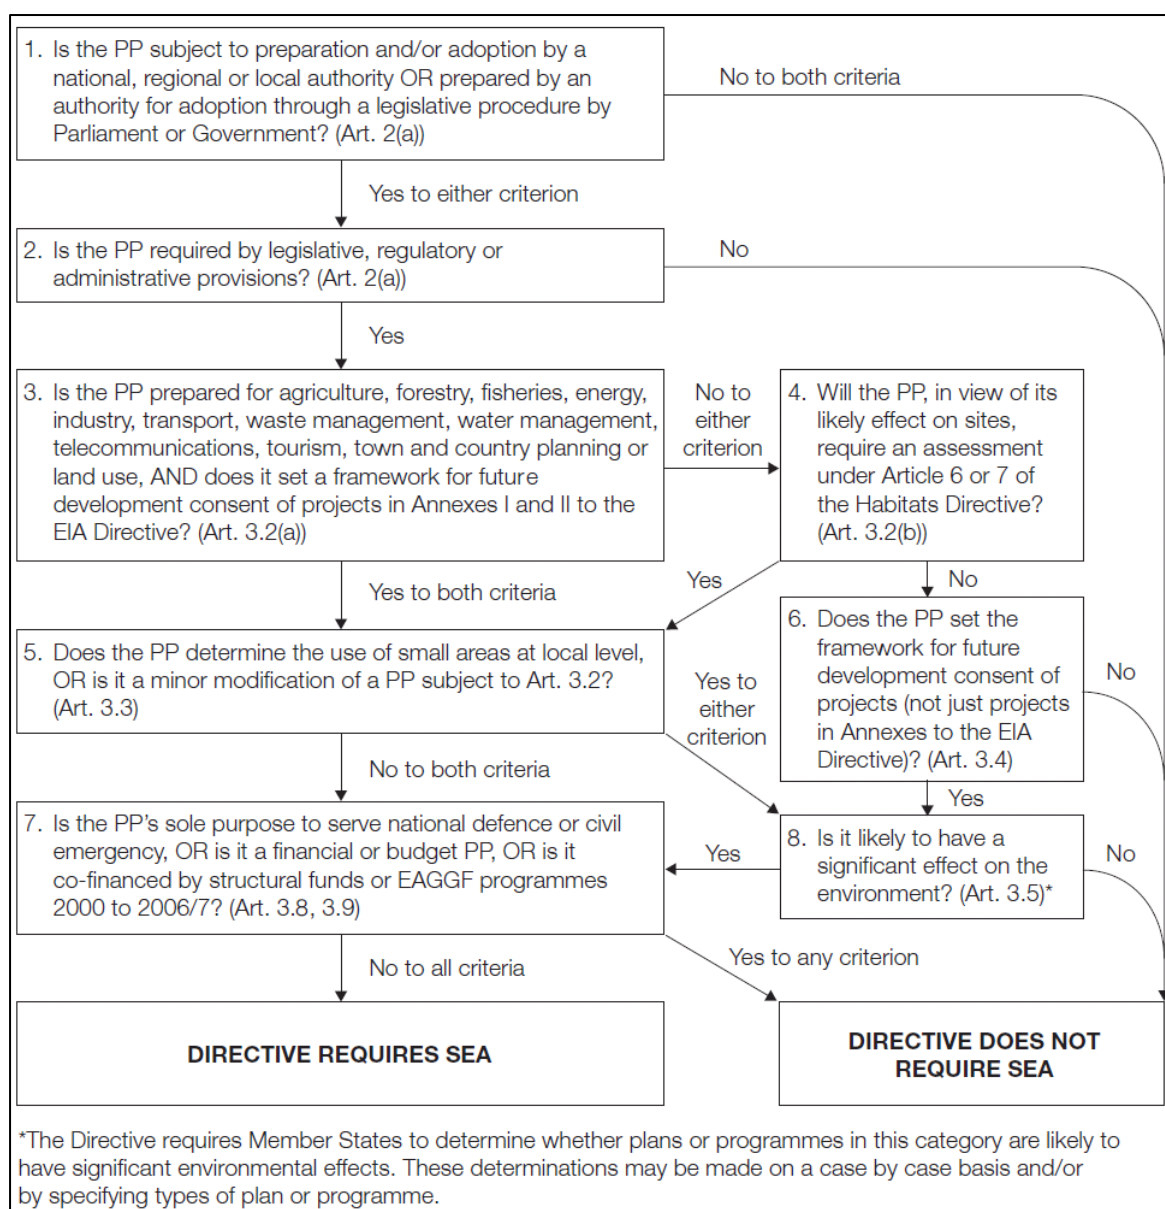 1. Is the PP subject to preparation and/or adoption by a
national, regional or local authority OR prepared by an
authority for adoption through a legislative procedure by
Parliament or Government? (Art. 2(a))
No to both criteria
Yes to either criterion
2. Is the PP required by legislative, regulatory or
administrative provisions? (Art. 2(a))
No
Yes
3. Is the PP prepared for agriculture, forestry, fisheries, energy,
industry, transport, waste management, water management,
telecommunications, tourism, town and country planning or
land use, AND does it set a framework for future
development consent of projects in Annexes I and II to the
EIA Directive? (Art. 3.2(a))
No to
either
criterion
4. Will the PP, in view of its
likely effect on sites,
require an assessment
under Article 6 or 7 of
the Habitats Directive?
(Art. 3.2(b))
Yes to both criteria
Yes
No
5. Does the PP determine the use of small areas at local level,
OR is it a minor modification of a PP subject to Art. 3.2?
(Art. 3.3)
Yes to
either
criterion
6. Does the PP set the
framework for future
development consent of
projects (not just projects
in Annexes to the EIA
Directive)? (Art. 3.4)
No
No to both criteria
Yes
7. Is the PP’s sole purpose to serve national defence or civil
emergency, OR is it a financial or budget PP, OR is it
co-financed by structural funds or EAGGF programmes
2000 to 2006/7? (Art. 3.8, 3.9)
Yes
8. Is it likely to have a
significant effect on the
environment? (Art. 3.5)*
No
No to all criteria
Yes to any criterion
DIRECTIVE REQUIRES SEA
DIRECTIVE DOES NOT
REQUIRE SEA
*The Directive requires Member States to determine whether plans or programmes in this category are likely to
have significant environmental effects. These determinations may be made on a case by case basis and/or
by specifying types of plan or programme.